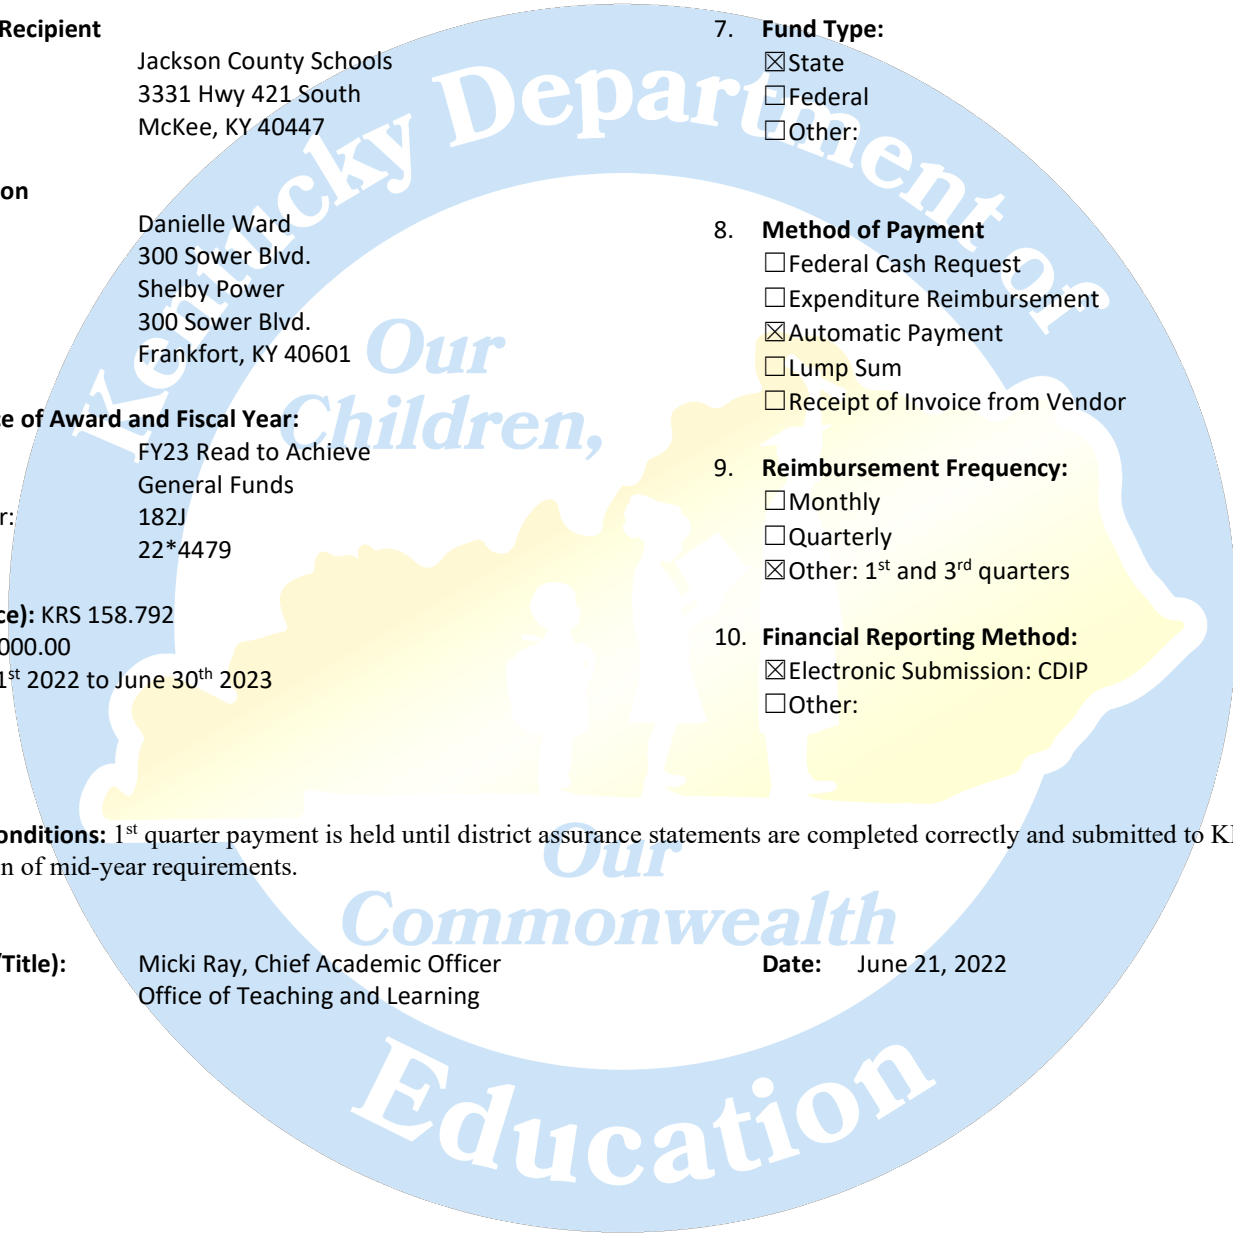 Recipient
Jackson County Schools
3331 Hwy 421 South
McKee, KY 40447
on
Danielle Ward
300 Sower Blvd.
Shelby Power
300 Sower Blvd.
Frankfort, KY 40601
ce of Award and Fiscal Year:
FY23 Read to Achieve
General Funds
r: 182J
22*4479
ce): KRS 158.792
000.00
1st 2022 to June 30th 2023
7. Fund Type:
☒State
☐Federal
☐Other:
8. Method of Payment
☐Federal Cash Request
☐Expenditure Reimbursement
☒Automatic Payment
☐Lump Sum
☐Receipt of Invoice from Vendor
9. Reimbursement Frequency:
☐Monthly
☐Quarterly
☒Other: 1st and 3rd quarters
10. Financial Reporting Method:
☒Electronic Submission: CDIP
☐Other:
onditions: 1st quarter payment is held until district assurance statements are completed correctly and submitted to
n of mid-year requirements.
/Title): Micki Ray, Chief Academic Officer
Office of Teaching and Learning
Date: June 21, 2022
Kentucky Department of
Education
Our
Children,
Our
Commonwealth